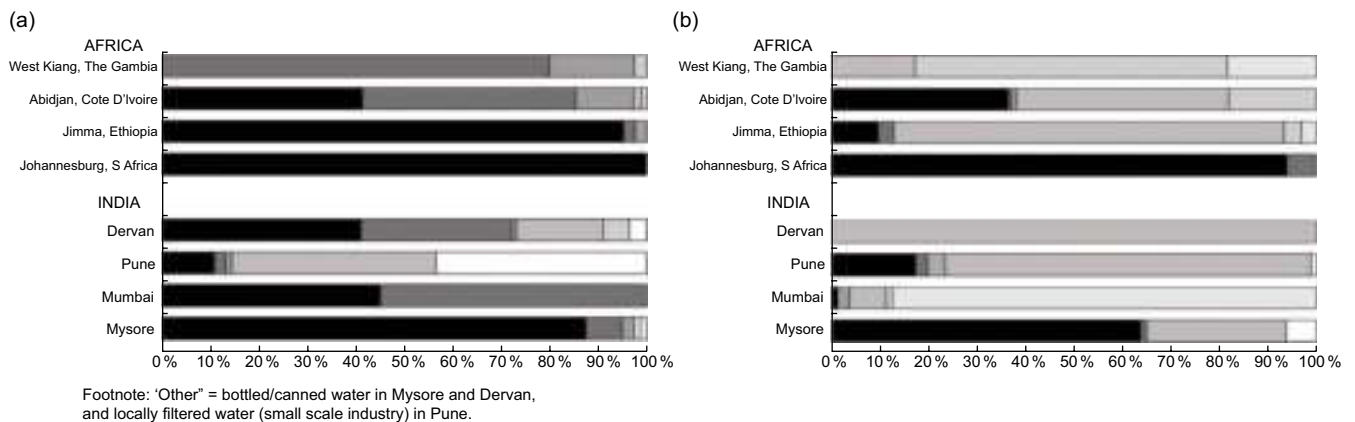 (a)
AFRICA
West Kiang, The Gambia
Abidjan, Cote D'Ivoire
Jimma, Ethiopia
Johannesburg, S Africa
INDIA
Dervan
Pune
Mumbai
Mysore
0 % 10 % 20 % 30 % 40 % 50 % 60 % 70 % 80 % 90 % 100 %
Footnote: ‘Other” = bottled/canned water in Mysore and Dervan,
and locally filtered water (small scale industry) in Pune.
(b)
AFRICA
West Kiang, The Gambia
Abidjan, Cote D'Ivoire
Jimma, Ethiopia
Johannesburg, S Africa
INDIA
Dervan
Pune
Mumbai
Mysore
0 % 10 % 20 % 30 % 40 % 50 % 60 % 70 % 80 % 90 % 100 %